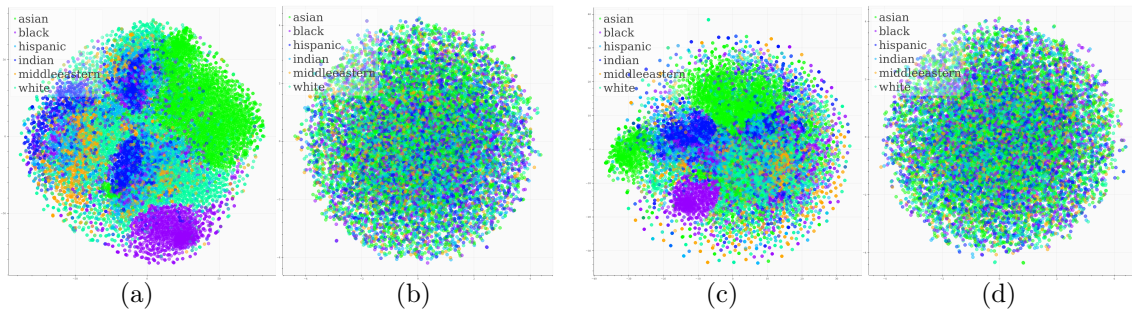 asian
black
hispanic
indian
middleeastern
white
(a)
asian
black
hispanic
indian
middleeastern
white
(b)
asian
black
hispanic
indian
middleeastern
white
(c)
asian
black
hispanic
indian
middleeastern
white
(d)